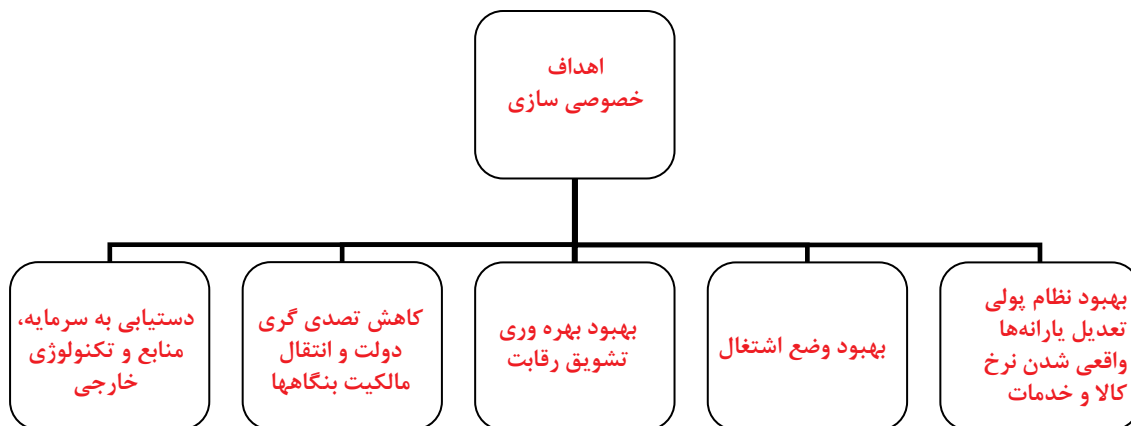 اهداف
خصوصی سازی
بهبود نظام پولی
تعدیل یارانه‌ها
واقعی شدن نرخ
کالا و خدمات
بهبود وضع اشتغال
بهبود بهره وری
تشویق رقابت
کاهش تصدی گری
دولت و انتقال
مالکیت بنگاهها
دستیابی به سرمایه،
منابع و تکنولوژی
خارجی